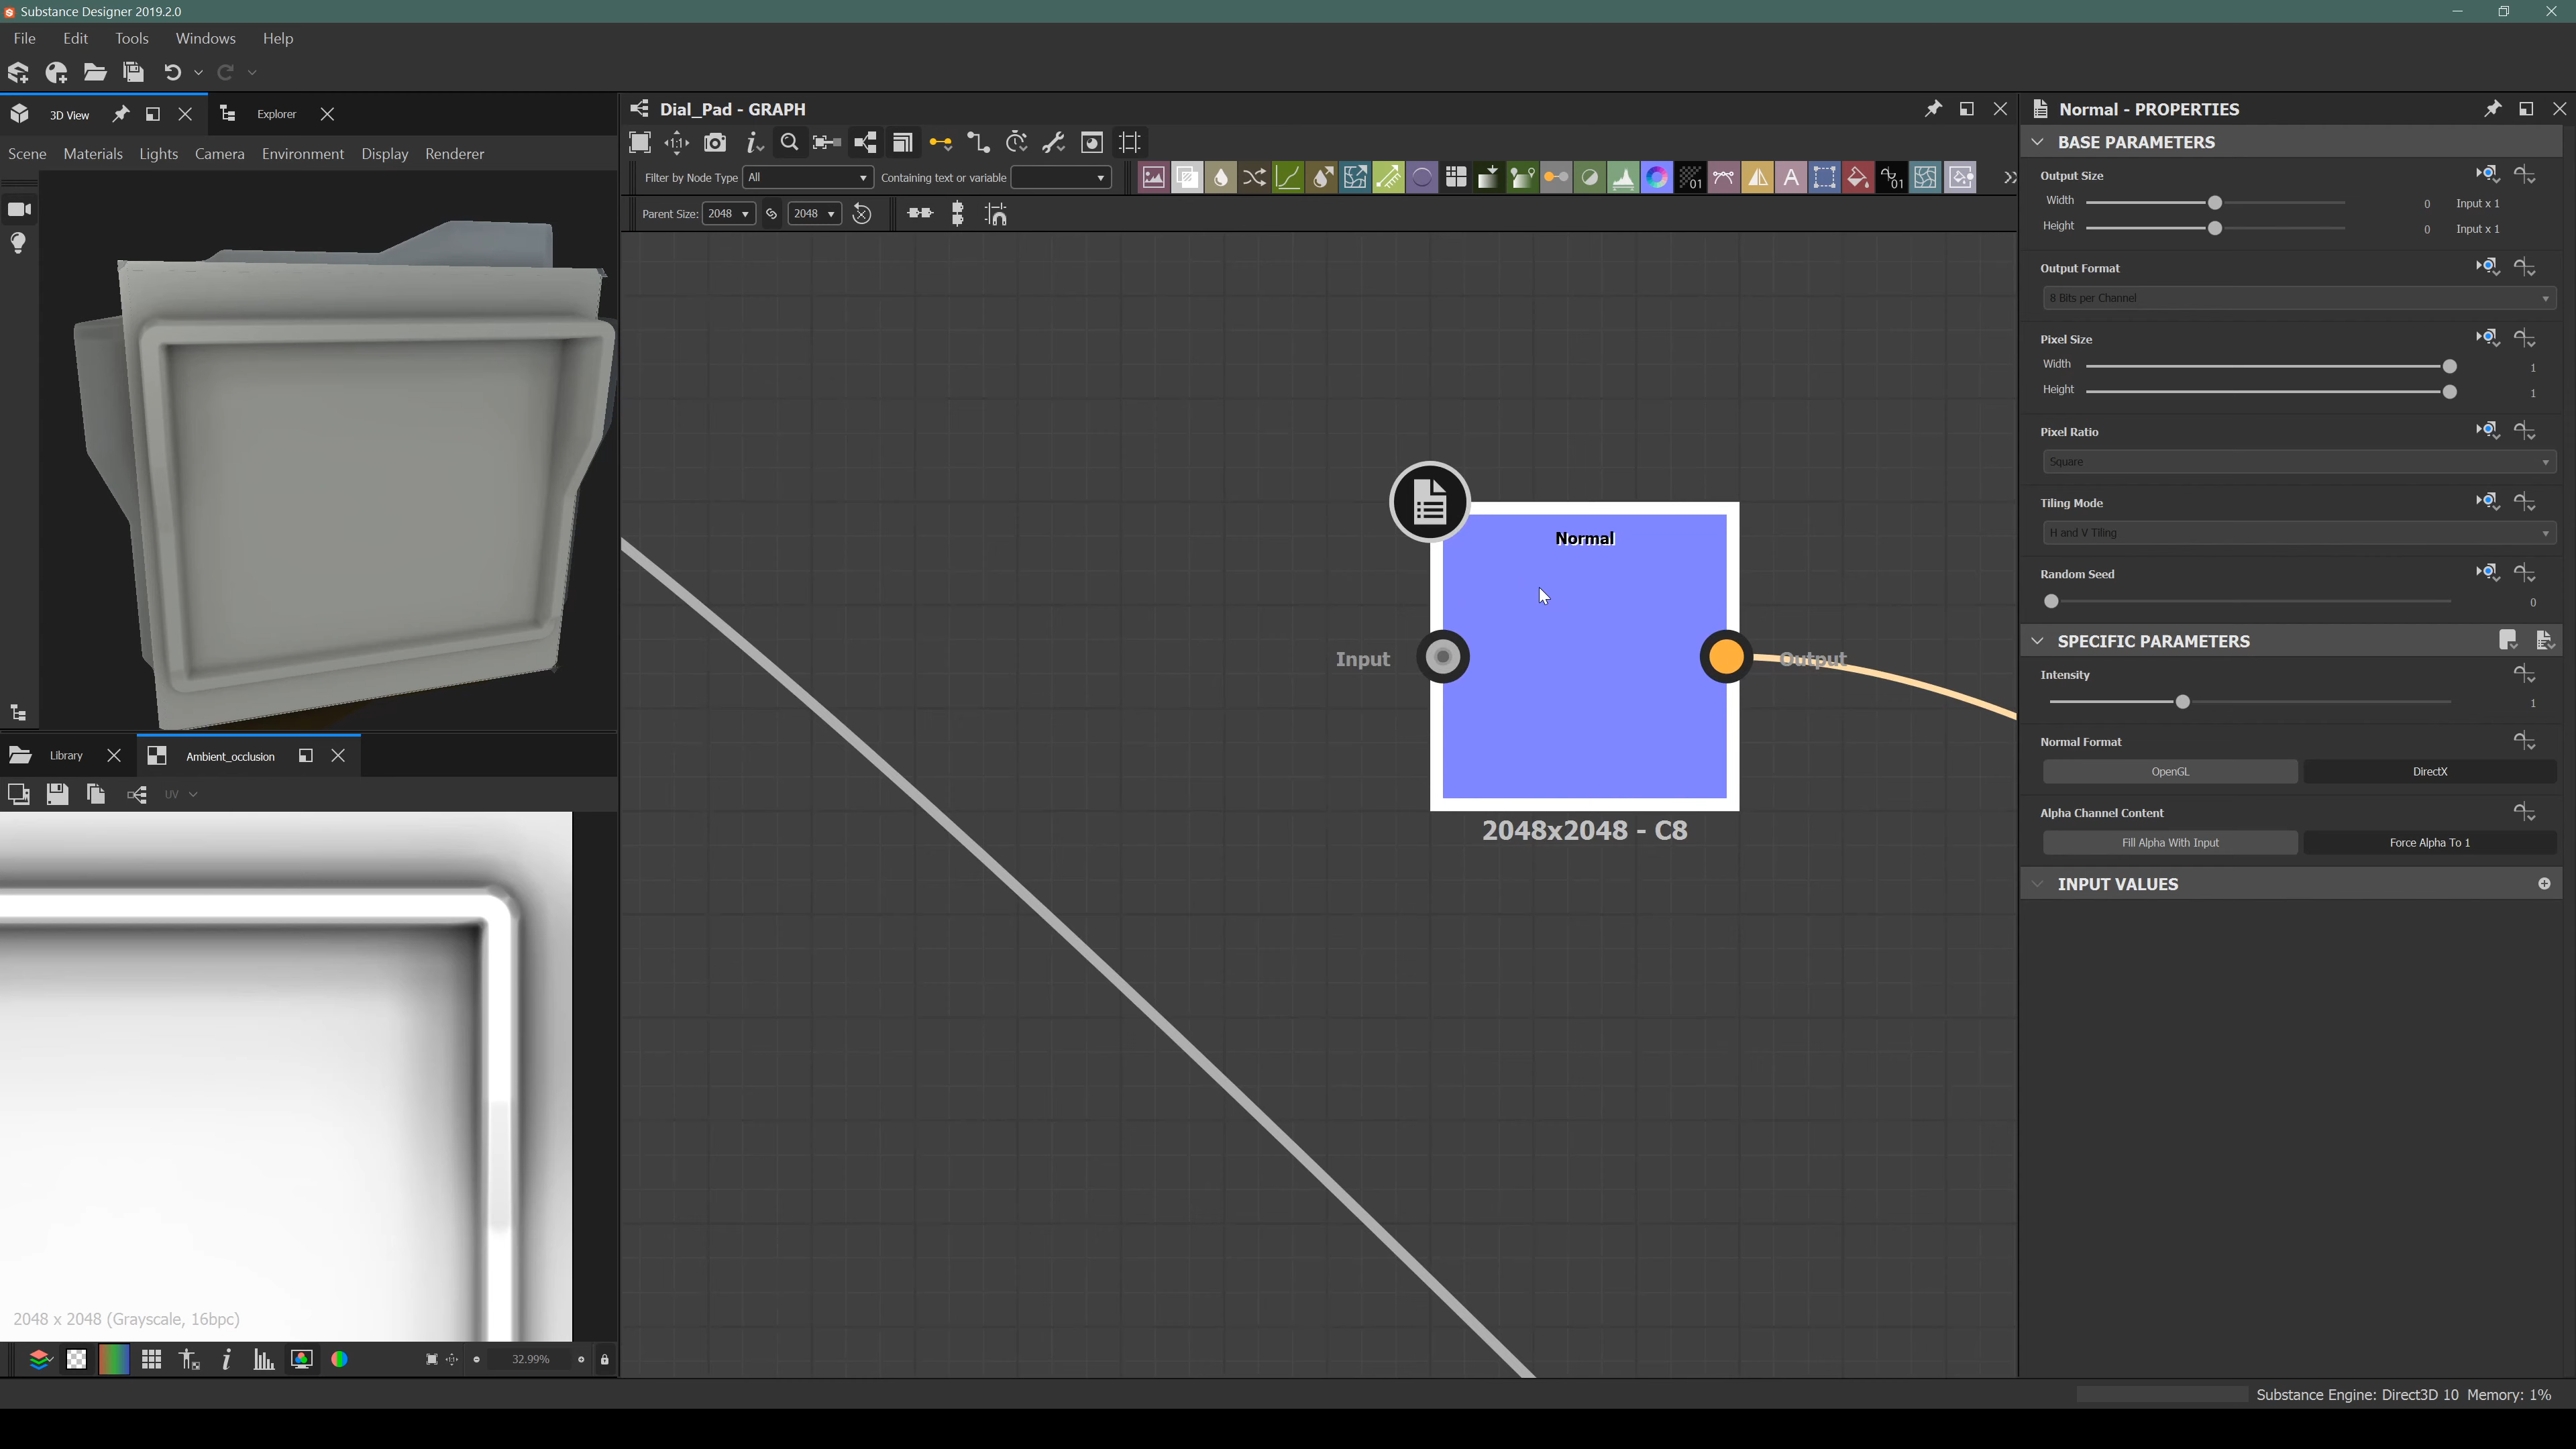 Substance Designer 2019.2.0
File Edit Tools Windows Help
3D View
Explorer
Scene Materials Lights Camera Environment Display Renderer
Library
Ambient_occlusion
UV
2048 x 2048 (Grayscale, 16bpc)
32.99%
Dial_Pad - GRAPH
1:1
Filter by Node Type All Containing text or variable
01 A 01
Parent Size: 2048 2048
Normal
Input
Output
2048x2048 - C8
Normal - PROPERTIES
BASE PARAMETERS
Output Size
Width 0 Input x 1
Height 0 Input x 1
Output Format
8 Bits per Channel
Pixel Size
Width 1
Height 1
Pixel Ratio
Square
Tiling Mode
H and V Tiling
Random Seed
0
SPECIFIC PARAMETERS
Intensity
1
Normal Format
OpenGL DirectX
Alpha Channel Content
Fill Alpha With Input Force Alpha To 1
INPUT VALUES
Substance Engine: Direct3D 10 Memory: 1%